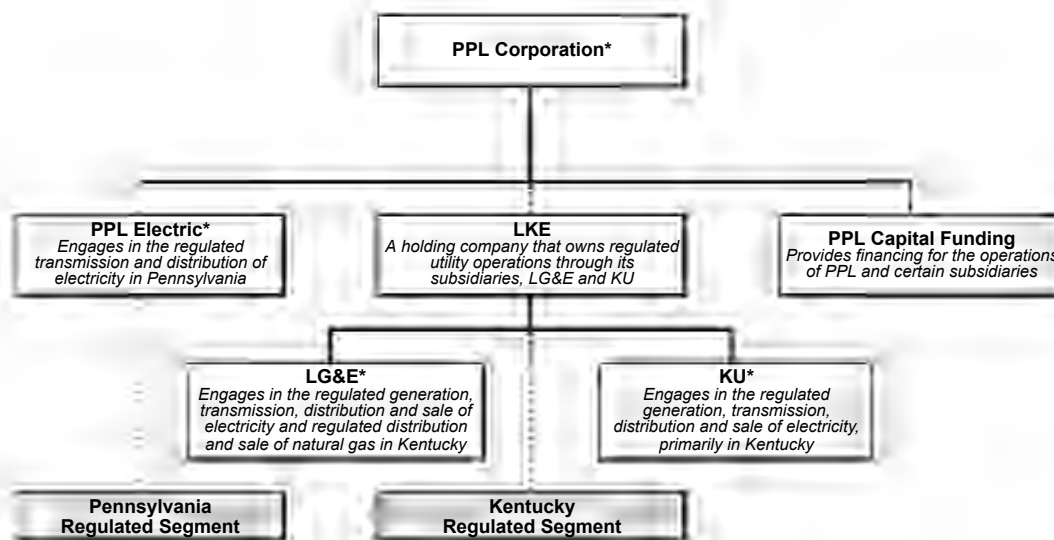 PPL Corporation*
PPL Electric*
Engages in the regulated
transmission and distribution of
electricity in Pennsylvania
LKE
A holding company that owns regulated
utility operations through its
subsidiaries, LG&E and KU
PPL Capital Funding
Provides financing for the operations
of PPL and certain subsidiaries
LG&E*
Engages in the regulated generation,
transmission, distribution and sale of
electricity and regulated distribution
and sale of natural gas in Kentucky
KU*
Engages in the regulated
generation, transmission,
distribution and sale of electricity,
primarily in Kentucky
Pennsylvania
Regulated Segment
Kentucky
Regulated Segment